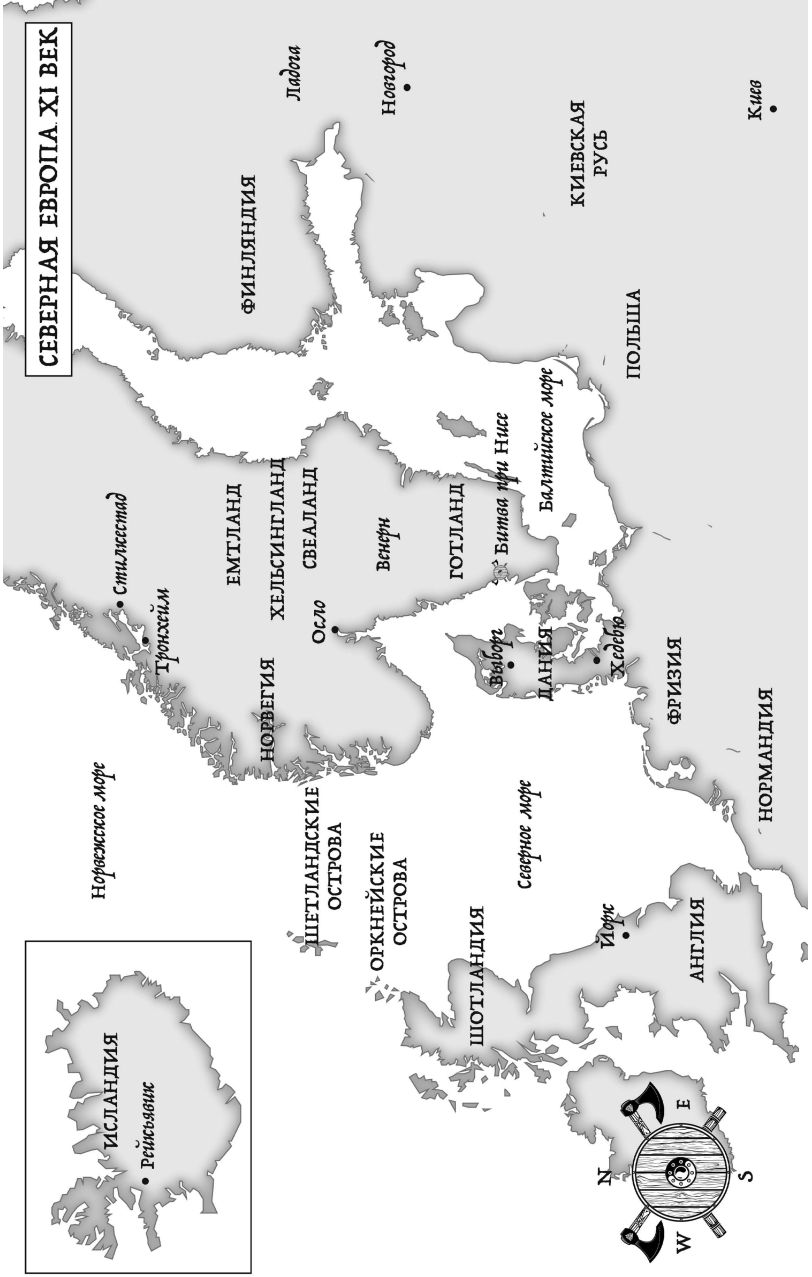 СЕВЕРНАЯ ЕВРОПА. XI ВЕК
ИСЛАНДИЯ
Рейкьявик
Норвежское море
Стиклестад
Тронхейм
ЕМТЛАНД
ХЕЛЬСИНГЛАНД
СВЕАЛАНД
ФИНЛЯНДИЯ
Ладога
Новгород
НОРВЕГИЯ
Осло
Венерн
ШЕТЛАНДСКИЕ
ОСТРОВА
ОРКНЕЙСКИЕ
ОСТРОВА
ГОТЛАНД
Битва при Нисе
Балтийское море
Выборг
ДАНИЯ
Хедебю
Северное море
ШОТЛАНДИЯ
Йорк
АНГЛИЯ
ФРИЗИЯ
НОРМАНДИЯ
ПОЛЬША
КИЕВСКАЯ
РУСЬ
Киев
N
W
E
S